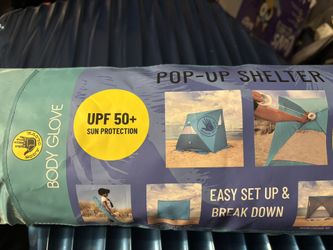 POP-UP SHELTER
UPF 50+
SUN PROTECTION
BODY GLOVE
EASY SET UP &
BREAK DOWN